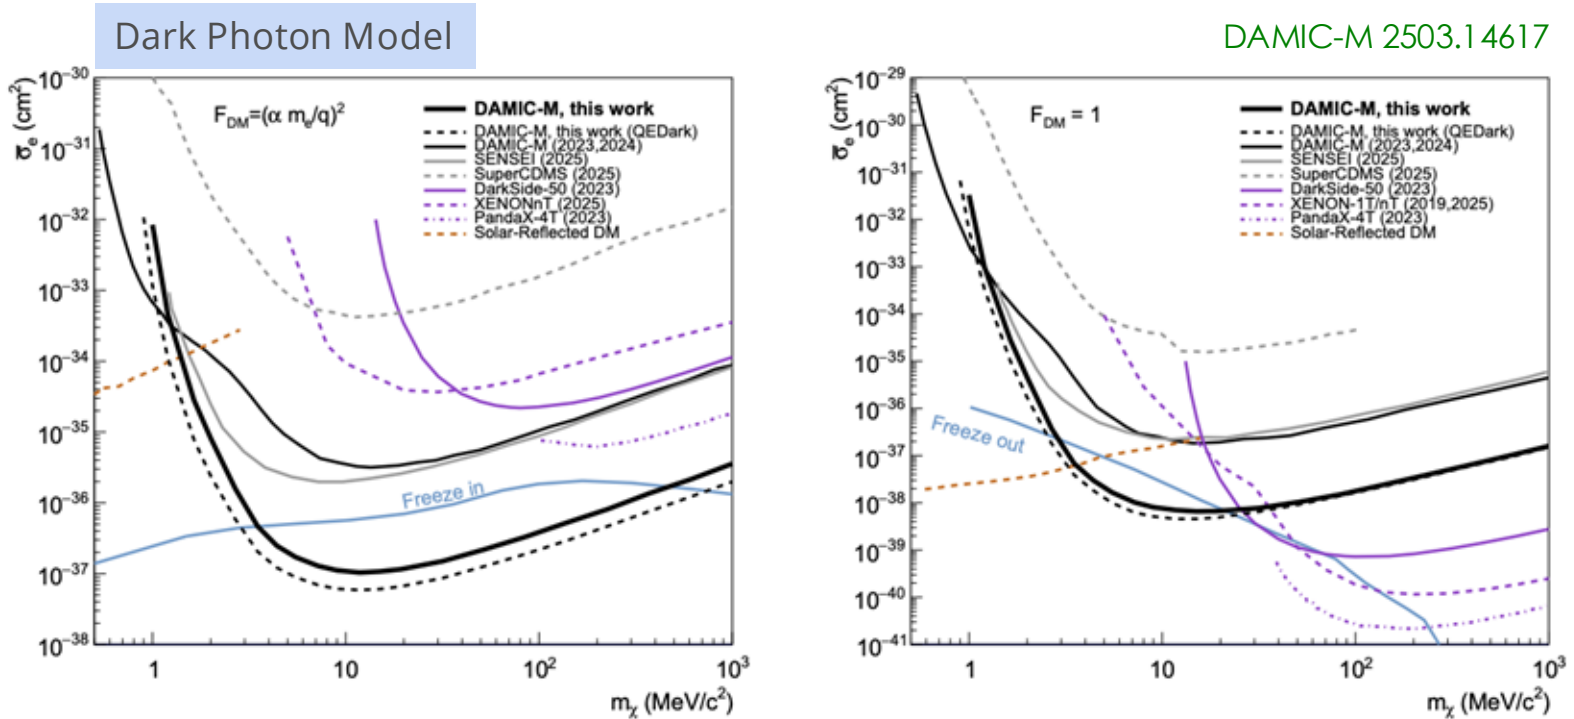 Dark Photon Model
DAMIC-M 2503.14617
σ̅e (cm²)
10⁻³⁰
10⁻³¹
10⁻³²
10⁻³³
10⁻³⁴
10⁻³⁵
10⁻³⁶
10⁻³⁷
10⁻³⁸
F_DM=(α mₑ/q)²
DAMIC-M, this work
DAMIC-M, this work (QEDark)
DAMIC-M (2023,2024)
SENSEI (2025)
SuperCDMS (2025)
DarkSide-50 (2023)
XENONnT (2025)
PandaX-4T (2023)
Solar-Reflected DM
Freeze in
1
10
10²
10³
mᵪ (MeV/c²)
σ̅e (cm²)
10⁻²⁹
10⁻³⁰
10⁻³¹
10⁻³²
10⁻³³
10⁻³⁴
10⁻³⁵
10⁻³⁶
10⁻³⁷
10⁻³⁸
10⁻³⁹
10⁻⁴⁰
10⁻⁴¹
F_DM = 1
DAMIC-M, this work
DAMIC-M, this work (QEDark)
DAMIC-M (2023,2024)
SENSEI (2025)
SuperCDMS (2025)
DarkSide-50 (2023)
XENON-1T/nT (2019,2025)
PandaX-4T (2023)
Solar-Reflected DM
Freeze out
1
10
10²
10³
mᵪ (MeV/c²)